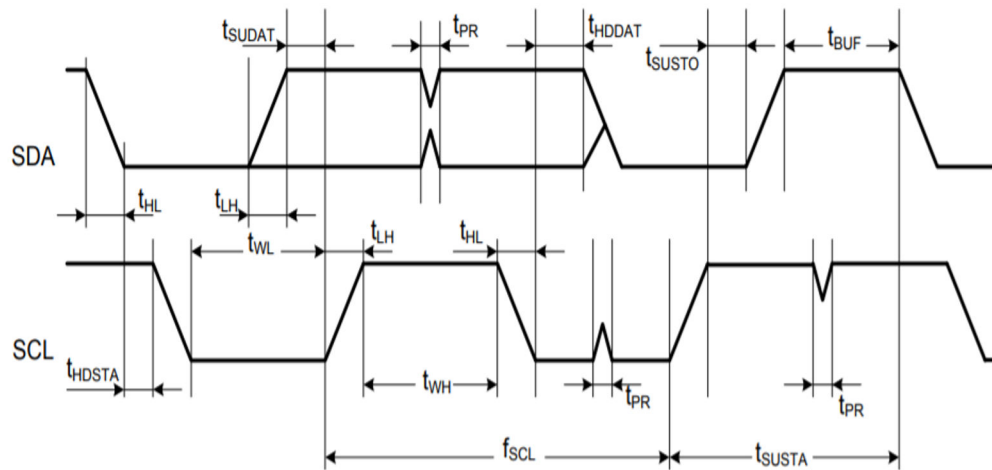 tSUDAT
tPR
tHDDAT
tSUSTO
tBUF
SDA
tHL
tLH
tWL
tLH
tHL
SCL
tHDSTA
tWH
tPR
tPR
fSCL
tSUSTA